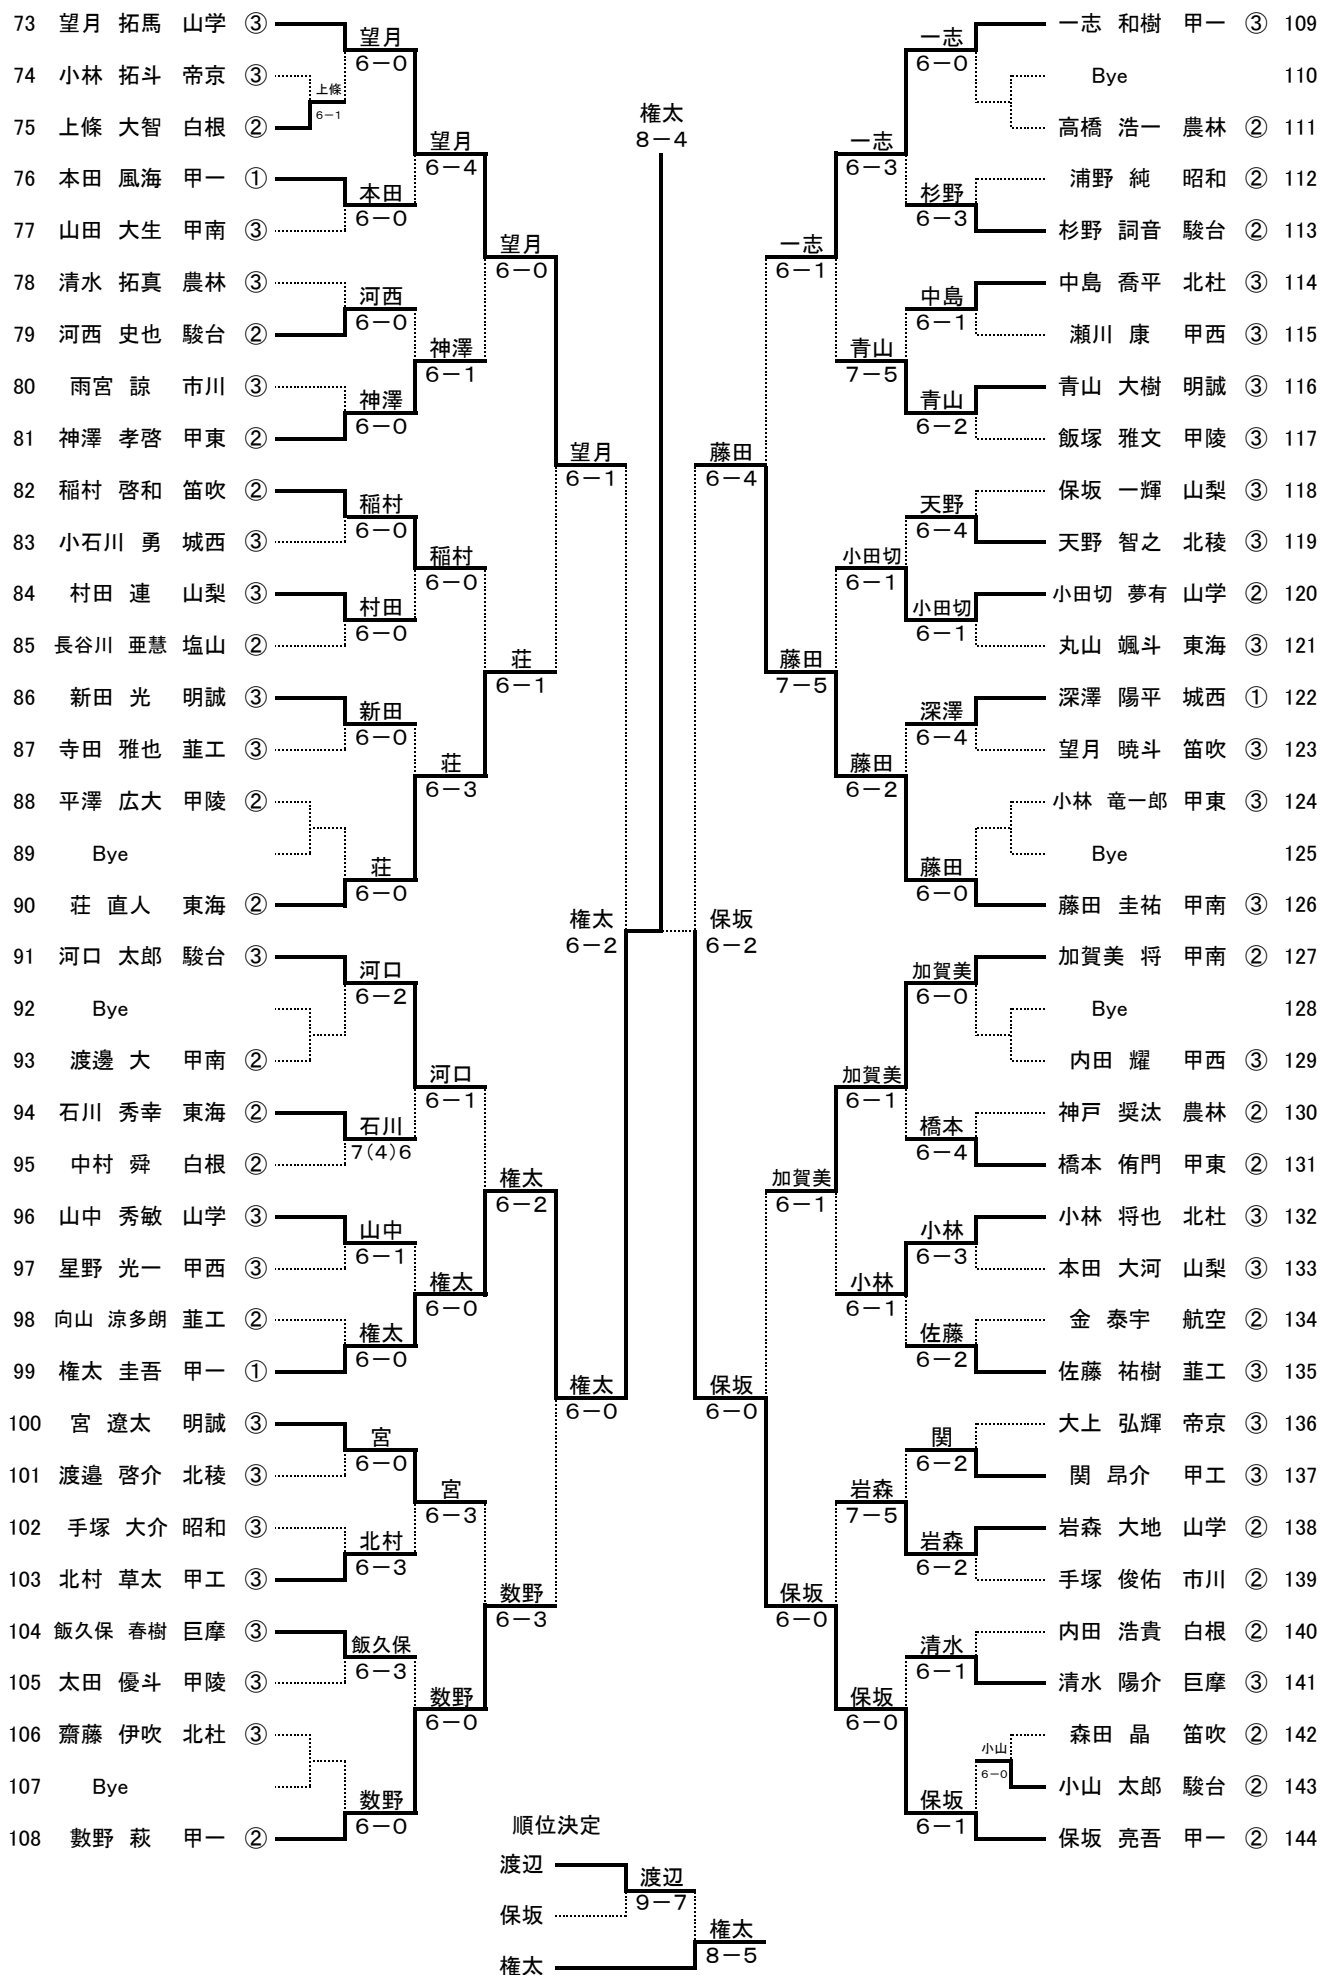 73 望月 拓馬 山学 ③
74 小林 拓斗 帝京 ③
75 上條 大智 白根 ②
76 本田 風海 甲一 ①
77 山田 大生 甲南 ③
78 清水 拓真 農林 ③
79 河西 史也 駿台 ②
80 雨宮 諒 市川 ③
81 神澤 孝啓 甲東 ②
82 稲村 啓和 笛吹 ②
83 小石川 勇 城西 ③
84 村田 連 山梨 ③
85 長谷川 亜慧 塩山 ②
86 新田 光 明誠 ③
87 寺田 雅也 韮工 ③
88 平澤 広大 甲陵 ②
89 Bye
90 荘 直人 東海 ②
91 河口 太郎 駿台 ③
92 Bye
93 渡邊 大 甲南 ②
94 石川 秀幸 東海 ②
95 中村 舜 白根 ②
96 山中 秀敏 山学 ③
97 星野 光一 甲西 ③
98 向山 涼多朗 韮工 ②
99 権太 圭吾 甲一 ①
100 宮 遼太 明誠 ③
101 渡邉 啓介 北稜 ③
102 手塚 大介 昭和 ③
103 北村 草太 甲工 ③
104 飯久保 春樹 巨摩 ③
105 太田 優斗 甲陵 ③
106 齋藤 伊吹 北杜 ③
107 Bye
108 數野 萩 甲一 ②
上條
6-1
望月
6-0
本田
6-0
河西
6-0
神澤
6-0
稲村
6-0
村田
6-0
新田
6-0
荘
6-0
河口
6-2
石川
7(4)6
山中
6-1
権太
6-0
宮
6-0
北村
6-3
飯久保
6-3
数野
6-0
望月
6-4
神澤
6-1
稲村
6-0
荘
6-3
河口
6-1
権太
6-0
宮
6-3
数野
6-0
望月
6-0
荘
6-1
権太
6-2
数野
6-3
望月
6-1
権太
6-0
権太
6-2
権太
8-4
保坂
6-2
藤田
6-4
保坂
6-0
一志
6-1
藤田
7-5
加賀美
6-1
保坂
6-0
一志
6-3
青山
7-5
小田切
6-1
藤田
6-2
加賀美
6-1
小林
6-1
岩森
7-5
保坂
6-0
一志
6-0
杉野
6-3
中島
6-1
青山
6-2
天野
6-4
小田切
6-1
深澤
6-4
藤田
6-0
加賀美
6-0
橋本
6-4
小林
6-3
佐藤
6-2
関
6-2
岩森
6-2
清水
6-1
小山
6-0
保坂
6-1
一志 和樹 甲一 ③ 109
Bye 110
高橋 浩一 農林 ② 111
浦野 純 昭和 ② 112
杉野 詞音 駿台 ② 113
中島 喬平 北杜 ③ 114
瀬川 康 甲西 ③ 115
青山 大樹 明誠 ③ 116
飯塚 雅文 甲陵 ③ 117
保坂 一輝 山梨 ③ 118
天野 智之 北稜 ③ 119
小田切 夢有 山学 ② 120
丸山 颯斗 東海 ③ 121
深澤 陽平 城西 ① 122
望月 暁斗 笛吹 ③ 123
小林 竜一郎 甲東 ③ 124
Bye 125
藤田 圭祐 甲南 ③ 126
加賀美 将 甲南 ② 127
Bye 128
内田 耀 甲西 ③ 129
神戸 奨汰 農林 ② 130
橋本 侑門 甲東 ② 131
小林 将也 北杜 ③ 132
本田 大河 山梨 ③ 133
金 泰宇 航空 ② 134
佐藤 祐樹 韮工 ③ 135
大上 弘輝 帝京 ③ 136
関 昂介 甲工 ③ 137
岩森 大地 山学 ② 138
手塚 俊佑 市川 ② 139
内田 浩貴 白根 ② 140
清水 陽介 巨摩 ③ 141
森田 晶 笛吹 ② 142
小山 太郎 駿台 ② 143
保坂 亮吾 甲一 ② 144
順位決定
渡辺
保坂
権太
渡辺
9-7
権太
8-5